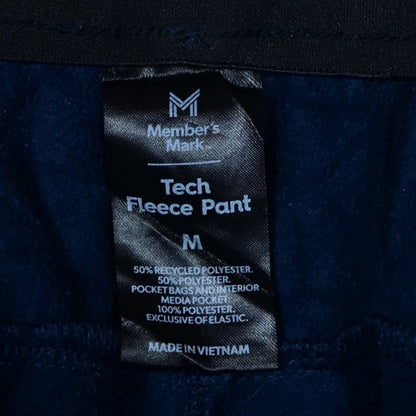 Member's
Mark
Tech
Fleece Pant
M
50% RECYCLED POLYESTER.
50% POLYESTER.
POCKET BAGS AND INTERIOR
MEDIA POCKET:
100% POLYESTER.
EXCLUSIVE OF ELASTIC.
MADE IN VIETNAM